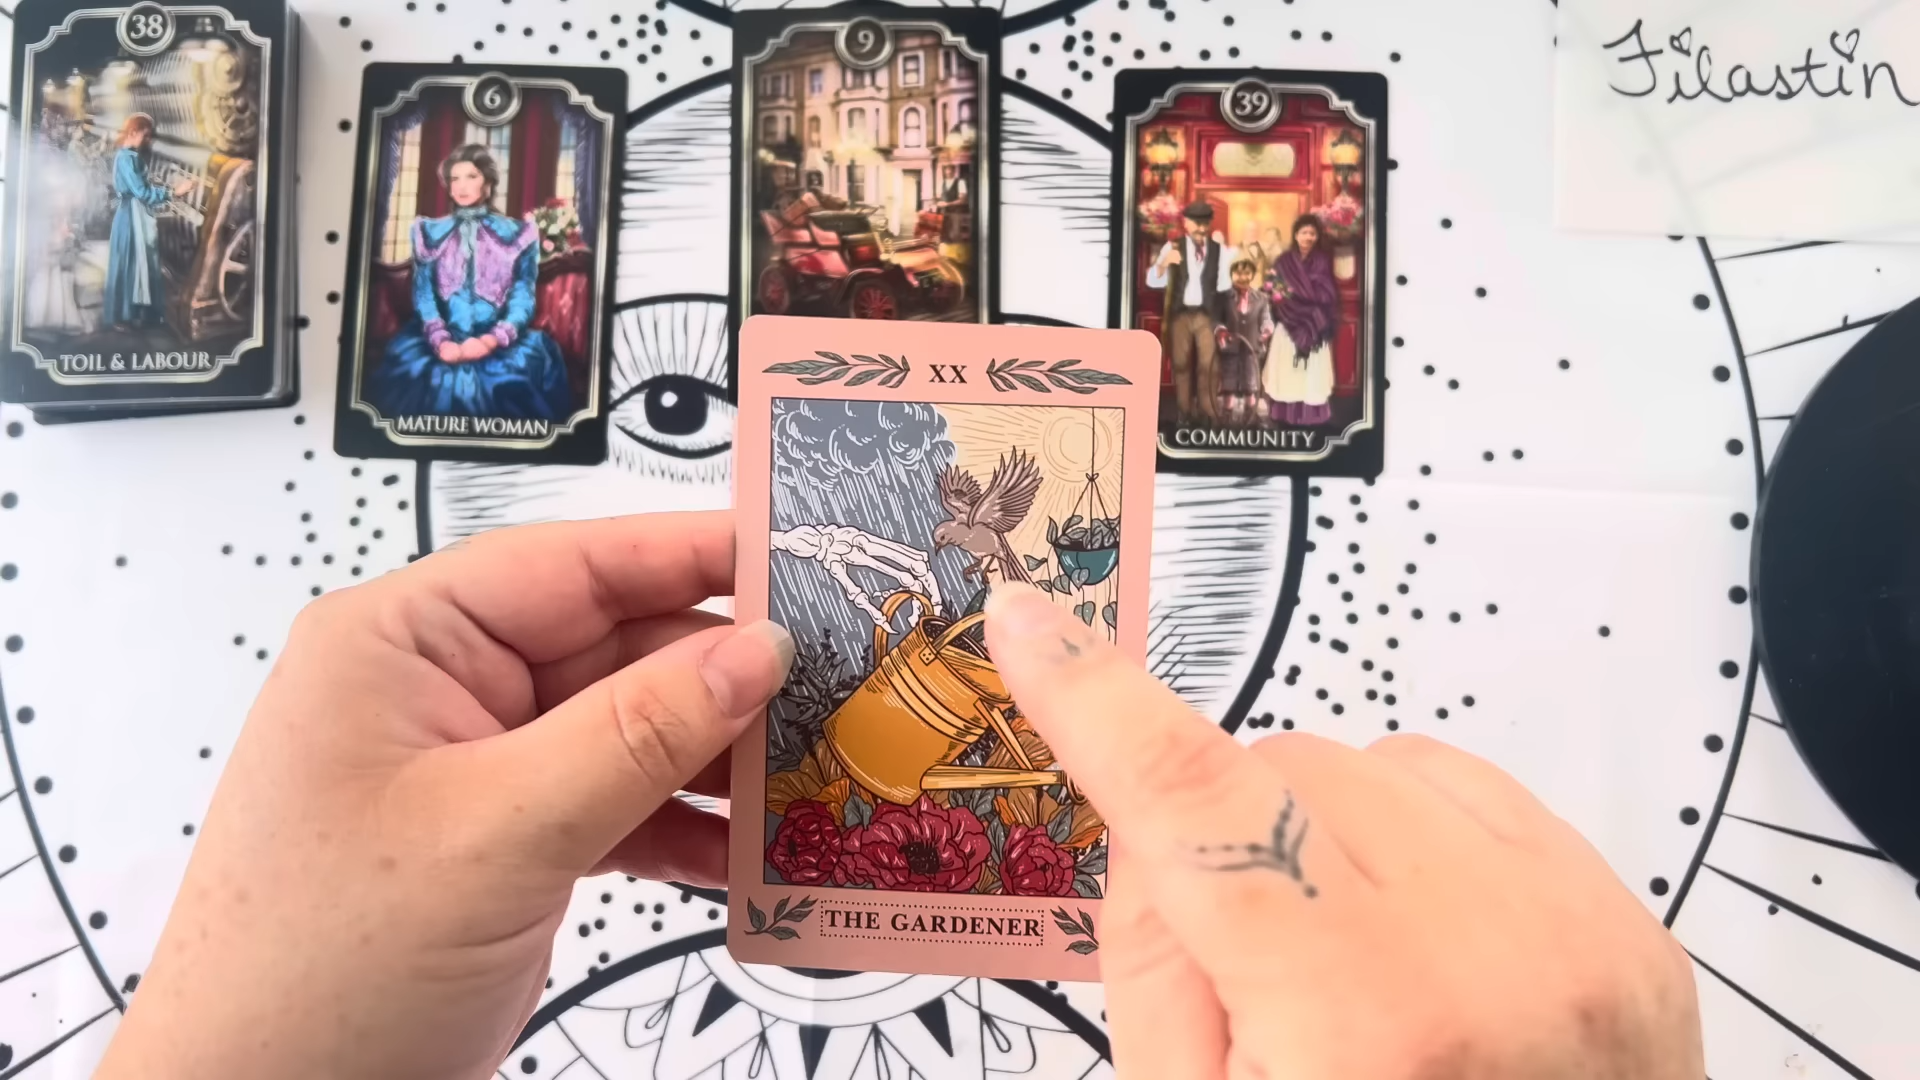 38
TOIL & LABOUR
6
MATURE WOMAN
9
39
COMMUNITY
Filastin
XX
THE GARDENER